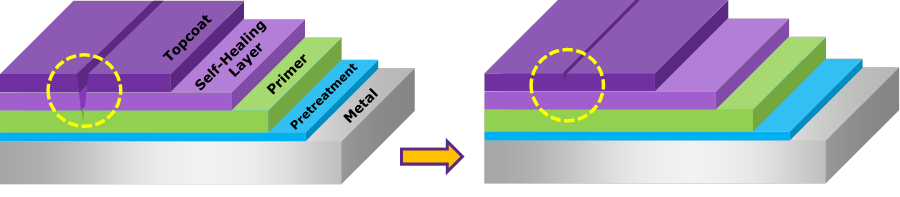 Topcoat
Self-Healing
Layer
Primer
Pretreatment
Metal